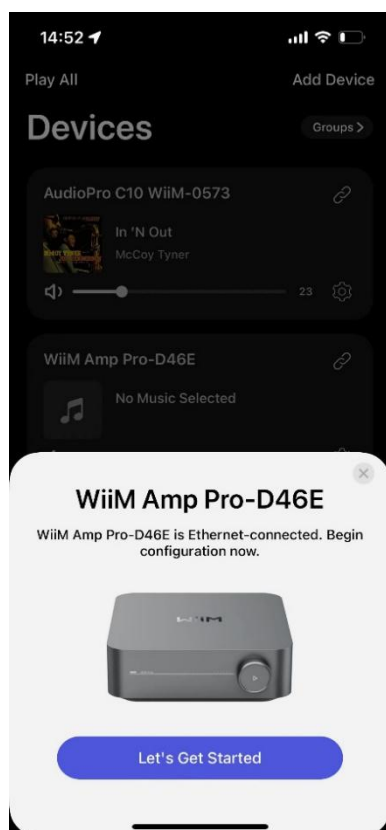 14:52
Play All
Add Device
Devices
Groups >
AudioPro C10 WiiM-0573
In 'N Out
McCoy Tyner
23
WiiM Amp Pro-D46E
No Music Selected
WiiM Amp Pro-D46E
WiiM Amp Pro-D46E is Ethernet-connected. Begin
configuration now.
WiiM
Let's Get Started